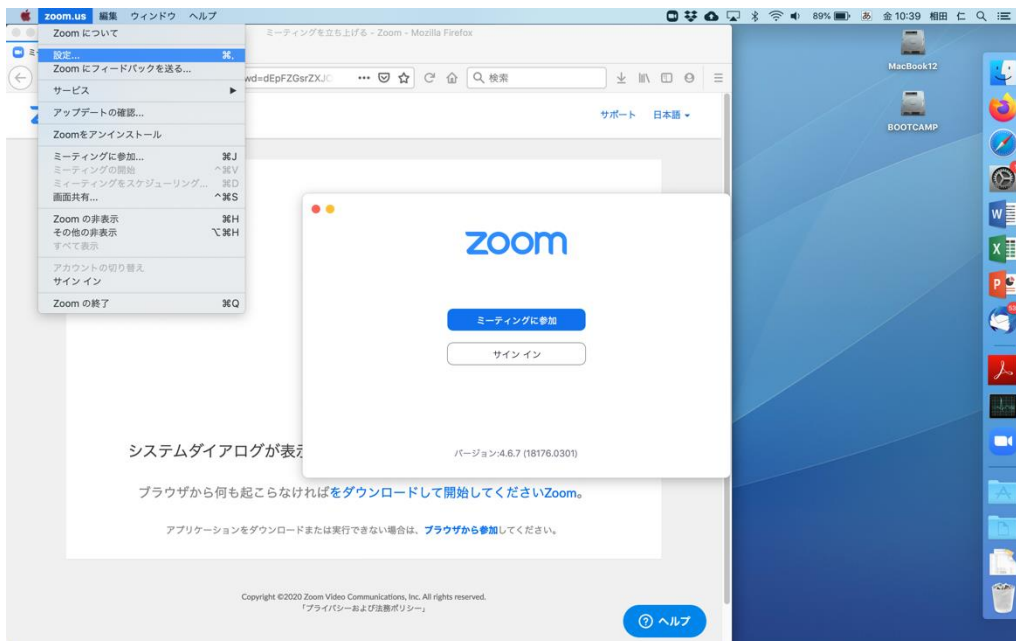 zoom.us 編集 ウィンドウ ヘルプ
89% あ 金10:39 相田 仁
Zoom について
設定... ⌘,
Zoom にフィードバックを送る...
サービス
アップデートの確認...
Zoomをアンインストール
ミーティングに参加... ⌘J
ミーティングの開始 ^⌘V
ミィーティングをスケジューリング... ⌘D
画面共有... ^⌘S
Zoom の非表示 ⌘H
その他の非表示 ⌥⌘H
すべて表示
アカウントの切り替え
サイン イン
Zoom の終了 ⌘Q
ミーティングを立ち上げる - Zoom - Mozilla Firefox
wd=dEpFZGsrZXJC
検索
サポート 日本語
zoom
ミーティングに参加
サイン イン
バージョン:4.6.7 (18176.0301)
システムダイアログが表示
ブラウザから何も起こらなければをダウンロードして開始してくださいZoom。
アプリケーションをダウンロードまたは実行できない場合は、ブラウザから参加してください。
Copyright ©2020 Zoom Video Communications, Inc. All rights reserved.
「プライバシーおよび法務ポリシー」
ヘルプ
MacBook12
BOOTCAMP
W
X
P